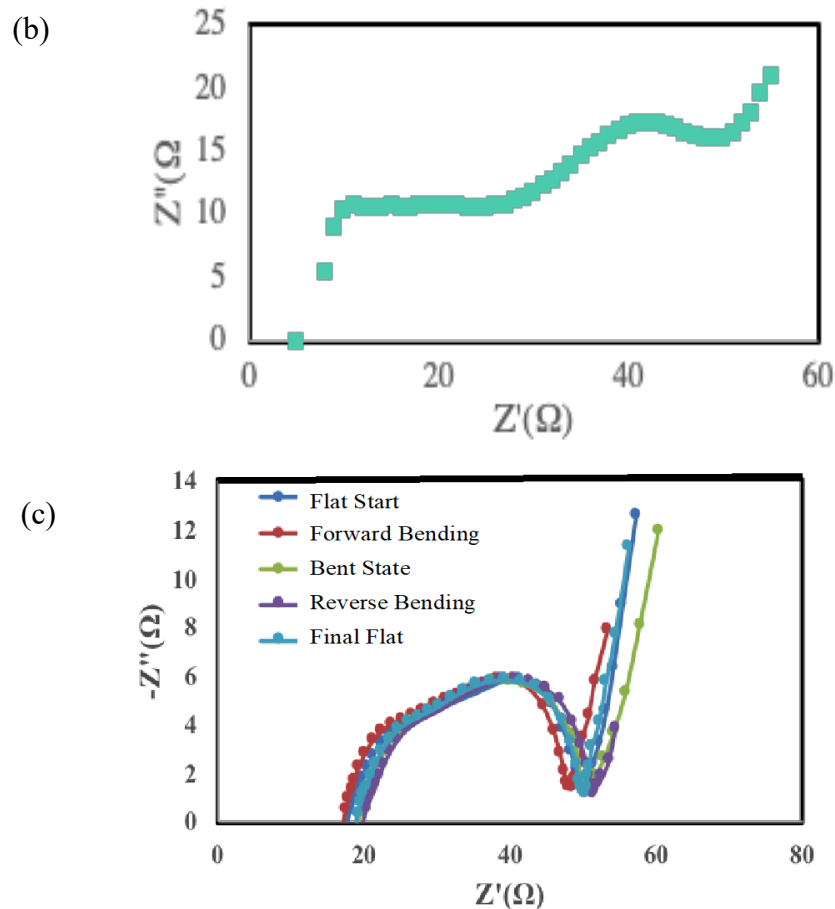 (b)
25
20
15
10
5
0
Z"(Ω
0 20 40 60
Z'(Ω)
(c)
14
12
10
8
6
4
2
0
-Z"(Ω)
Flat Start
Forward Bending
Bent State
Reverse Bending
Final Flat
0 20 40 60 80
Z'(Ω)